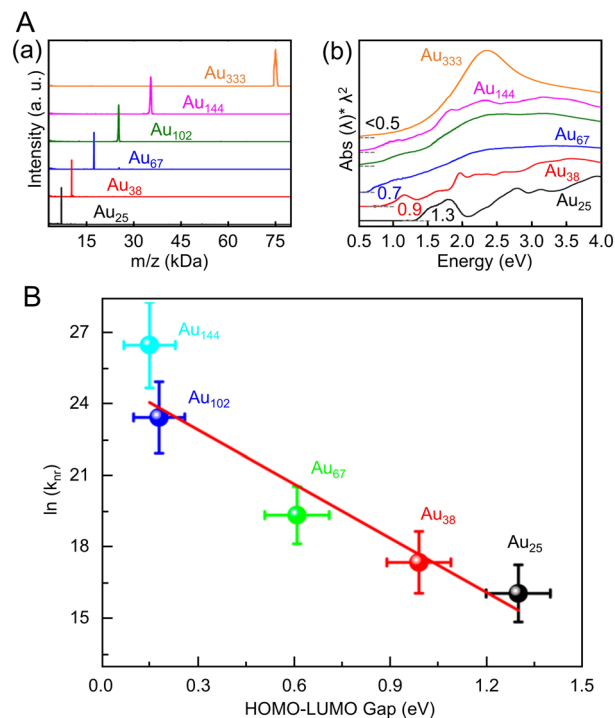 A
(a)
Intensity (a. u.)
Au333
Au144
Au102
Au67
Au38
Au25
15 30 45 60 75
m/z (kDa)
(b)
Abs (λ)* λ²
Au333
<0.5
Au144
Au67
0.7
Au38
0.9
1.3
Au25
0.5 1.0 1.5 2.0 2.5 3.0 3.5 4.0
Energy (eV)
B
ln (knr)
27
24
21
18
15
Au144
Au102
Au67
Au38
Au25
0.0 0.3 0.6 0.9 1.2 1.5
HOMO-LUMO Gap (eV)